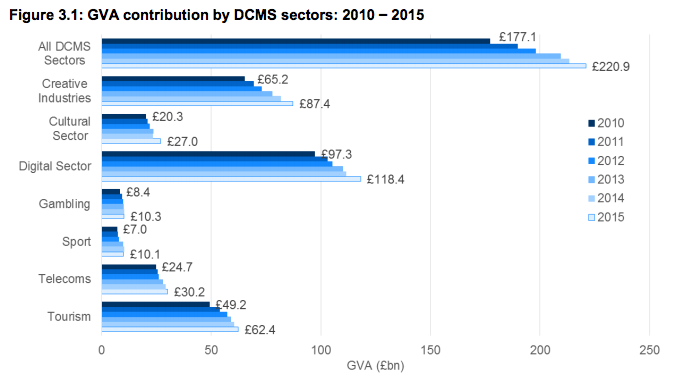 Figure 3.1: GVA contribution by DCMS sectors: 2010 – 2015
All DCMS
Sectors
£177.1
£220.9
Creative
Industries
£65.2
£87.4
Cultural
Sector
£20.3
£27.0
Digital Sector
£97.3
£118.4
Gambling
£8.4
£10.3
Sport
£7.0
£10.1
Telecoms
£24.7
£30.2
Tourism
£49.2
£62.4
2010
2011
2012
2013
2014
2015
0 50 100 150 200 250
GVA (£bn)